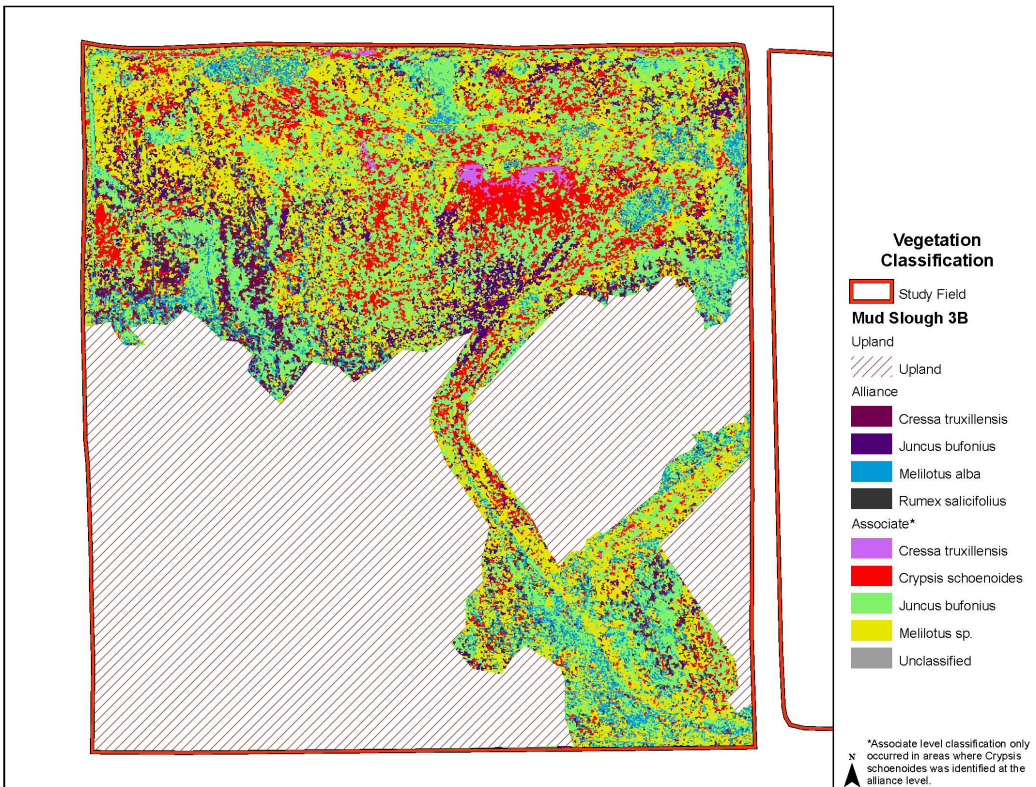 Vegetation
Classification
Study Field
Mud Slough 3B
Upland
Upland
Alliance
Cressa truxillensis
Juncus bufonius
Melilotus alba
Rumex salicifolius
Associate*
Cressa truxillensis
Crypsis schoenoides
Juncus bufonius
Melilotus sp.
Unclassified
N
*Associate level classification only
occurred in areas where Crypsis
schoenoides was identified at the
alliance level.